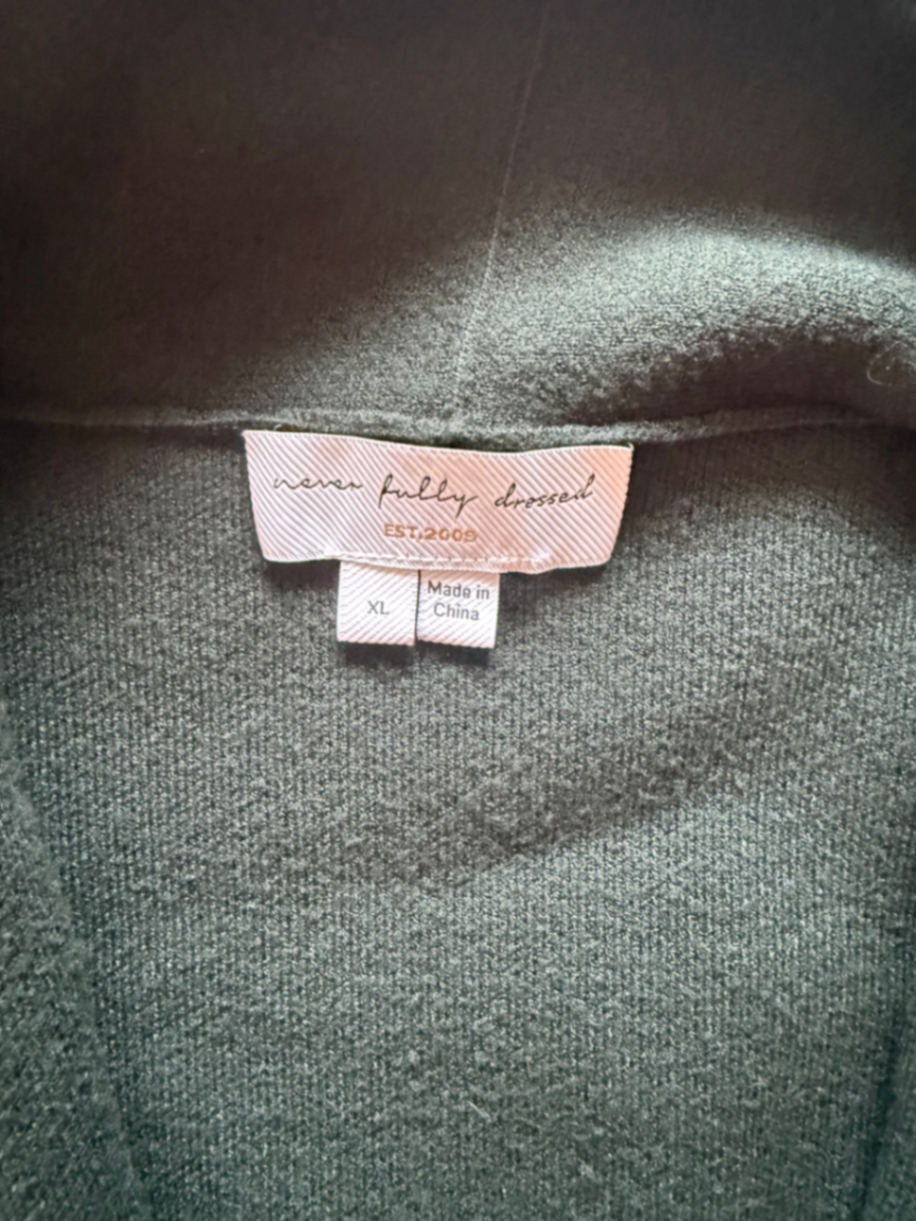 never fully dressed
EST.2009
XL
Made in
China